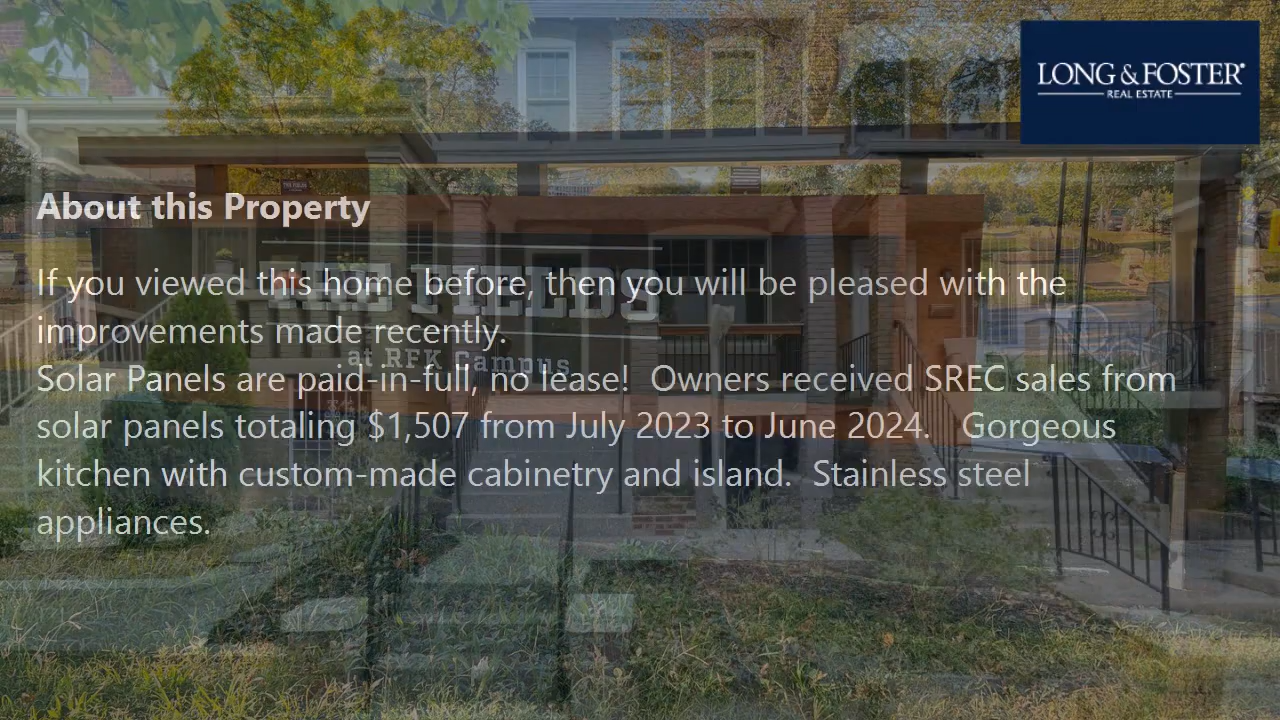 LONG & FOSTER®
REAL ESTATE
About this Property
If you viewed this home before, then you will be pleased with the
improvements made recently.
Solar Panels are paid-in-full, no lease!  Owners received SREC sales from
solar panels totaling $1,507 from July 2023 to June 2024.   Gorgeous
kitchen with custom-made cabinetry and island.  Stainless steel
appliances.
THE FIELDS
at RFK Campus